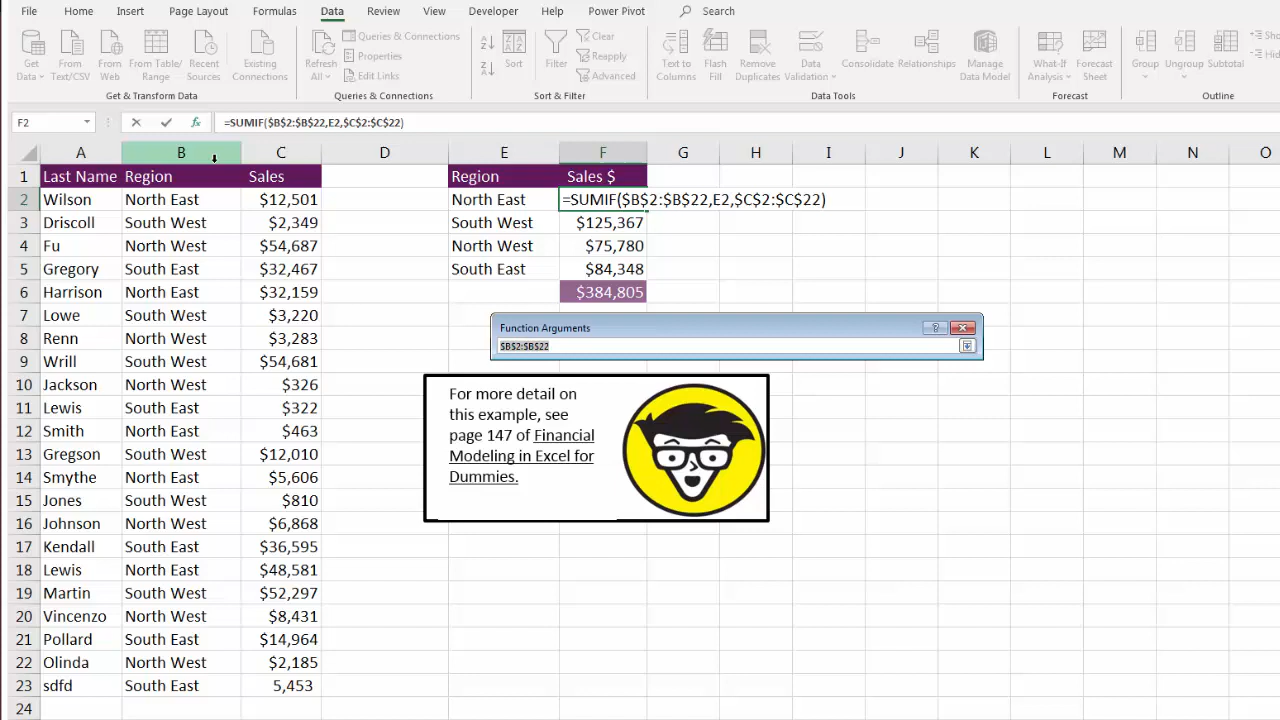 File Home Insert Page Layout Formulas Data Review View Developer Help Power Pivot Search
Get Data From Text/CSV From Web From Table/ Range Recent Sources Existing Connections Refresh All Queries & Connections Properties Edit Links Sort Filter Clear Reapply Advanced Text to Columns Flash Fill Remove Duplicates Data Validation Consolidate Relationships Manage Data Model What-If Analysis Forecast Sheet Group Ungroup Subtotal
Get & Transform Data Queries & Connections Sort & Filter Data Tools Forecast Outline
F2 fx =SUMIF($B$2:$B$22,E2,$C$2:$C$22)
A B C D E F G H I J K L M N O
1 Last Name Region Sales Region Sales $
2 Wilson North East $12,501 North East =SUMIF($B$2:$B$22,E2,$C$2:$C$22)
3 Driscoll South West $2,349 South West $125,367
4 Fu North West $54,687 North West $75,780
5 Gregory South East $32,467 South East $84,348
6 Harrison North East $32,159 $384,805
7 Lowe North East $3,220
8 Renn North West $3,283
9 Wrill South West $54,681
10 Jackson North West $326
11 Lewis South East $322
12 Smith North East $463
13 Gregson South West $12,010
14 Smythe North East $5,606
15 Jones South West $810
16 Johnson North West $6,868
17 Kendall South East $36,595
18 Lewis North East $48,581
19 Martin South West $52,297
20 Vincenzo North West $8,431
21 Pollard South East $14,964
22 Olinda North West $2,185
23 sdfd South East 5,453
24
Function Arguments
$B$2:$B$22
For more detail on
this example, see
page 147 of Financial
Modeling in Excel for
Dummies.